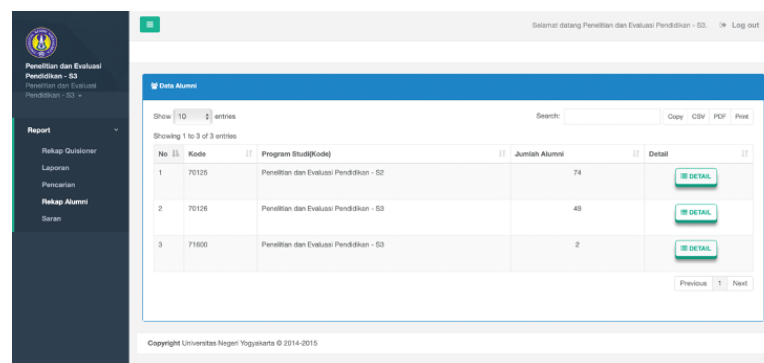 Selamat datang Penelitian dan Evaluasi Pendidikan - S3. Log out
Penelitian dan Evaluasi
Pendidikan - S3
Penelitian dan Evaluasi
Pendidikan - S3
Report
Rekap Quisioner
Laporan
Pencarian
Rekap Alumni
Saran
Data Alumni
Show 10 entries
Search:
Copy CSV PDF Print
Showing 1 to 3 of 3 entries
No Kode Program Studi(Kode) Jumlah Alumni Detail
1 70125 Penelitian dan Evaluasi Pendidikan - S2 74 DETAIL
2 70126 Penelitian dan Evaluasi Pendidikan - S3 49 DETAIL
3 71600 Penelitian dan Evaluasi Pendidikan - S3 2 DETAIL
Previous 1 Next
Copyright Universitas Negeri Yogyakarta © 2014-2015